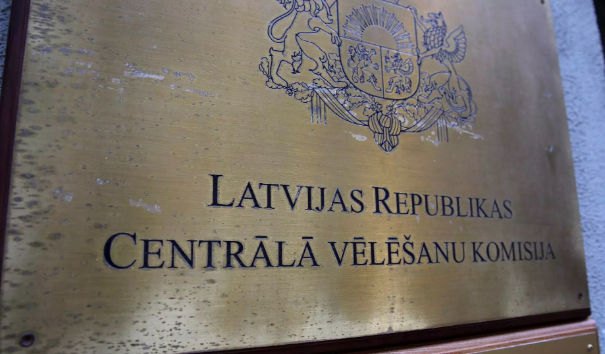 LATVIJAS REPUBLIKAS
CENTRĀLĀ VĒLĒŠANU KOMISIJA